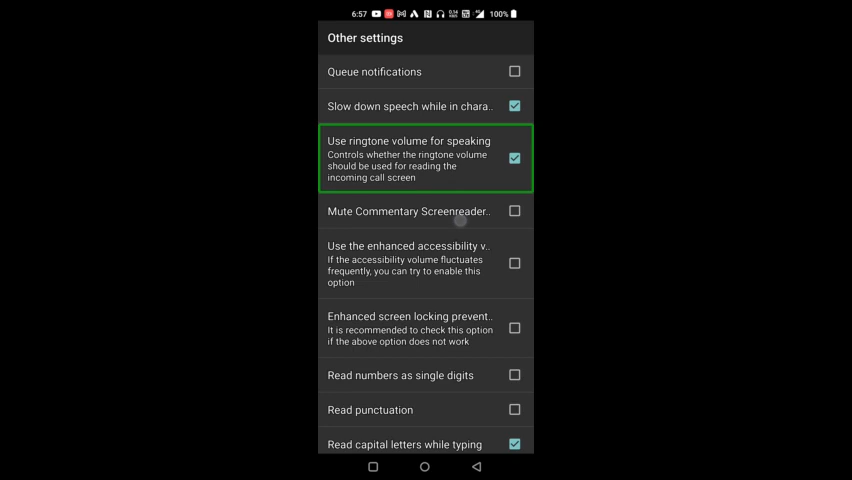 6:57 100%
Other settings
Queue notifications
Slow down speech while in chara..
Use ringtone volume for speaking
Controls whether the ringtone volume
should be used for reading the
incoming call screen
Mute Commentary Screenreader..
Use the enhanced accessibility v..
If the accessibility volume fluctuates
frequently, you can try to enable this
option
Enhanced screen locking prevent..
It is recommended to check this option
if the above option does not work
Read numbers as single digits
Read punctuation
Read capital letters while typing